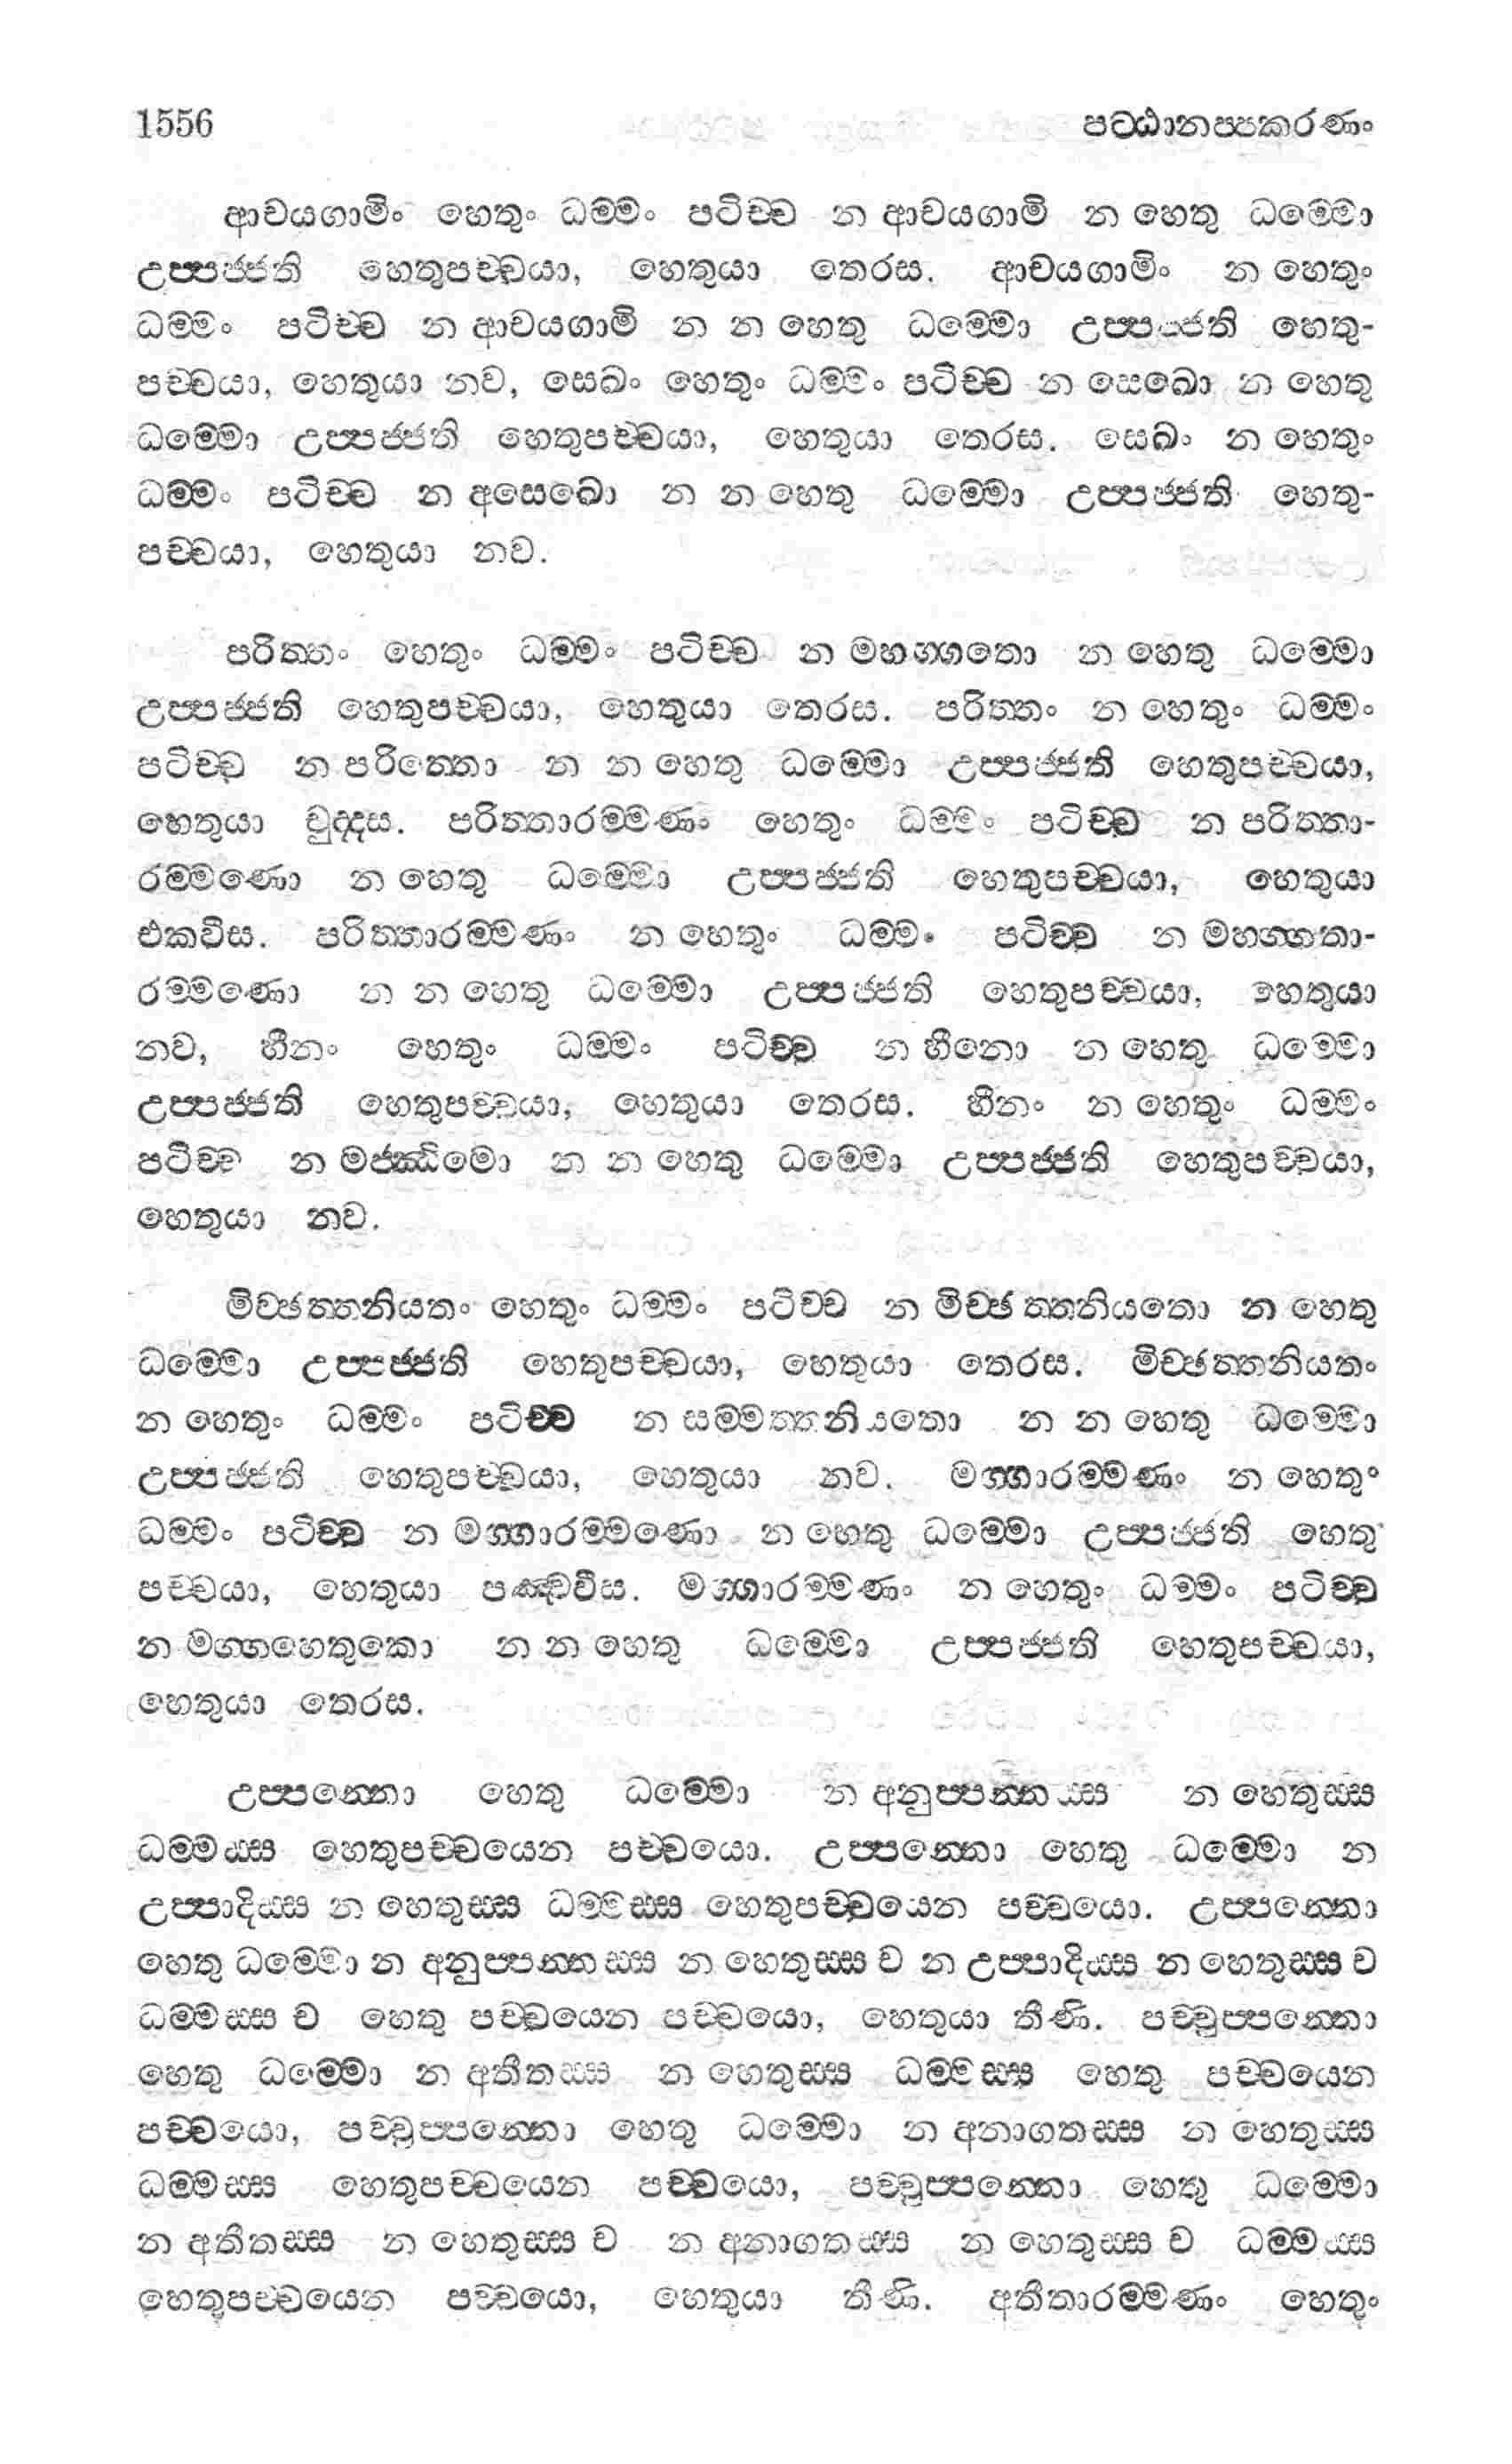 1556 පට්ඨානප්පකරණං
ආචයගාමිං හෙතුං ධම්මං පටිච්ච න ආචයගාමි න හෙතු ධම්මො
උප්පජ්ජති හෙතුපච්චයා, හෙතුයා තෙරස. ආචයගාමිං න හෙතුං
ධම්මං පටිච්ච න ආචයගාමි න න හෙතු ධම්මො උප්පජ්ජති හෙතු-
පච්චයා, හෙතුයා නව, සෙඛං හෙතුං ධම්මං පටිච්ච න සෙඛො න හෙතු
ධම්මො උප්පජ්ජති හෙතුපච්චයා, හෙතුයා තෙරස. සෙඛං න හෙතුං
ධම්මං පටිච්ච න අසෙඛො න න හෙතු ධම්මො උප්පජ්ජති හෙතු-
පච්චයා, හෙතුයා නව.
පරිත්තං හෙතුං ධම්මං පටිච්ච න මහග්ගතො න හෙතු ධම්මො
උප්පජ්ජති හෙතුපච්චයා, හෙතුයා තෙරස. පරිත්තං න හෙතුං ධම්මං
පටිච්ච න පරිත්තො න න හෙතු ධම්මො උප්පජ්ජති හෙතුපච්චයා,
හෙතුයා චුද්දස. පරිත්තාරම්මණං හෙතුං ධම්මං පටිච්ච න පරිත්තා-
රම්මණො න හෙතු ධම්මො උප්පජ්ජති හෙතුපච්චයා, හෙතුයා
එකවීස. පරිත්තාරම්මණං න හෙතුං ධම්මං පටිච්ච න මහග්ගතා-
රම්මණො න න හෙතු ධම්මො උප්පජ්ජති හෙතුපච්චයා, හෙතුයා
නව, හීනං හෙතුං ධම්මං පටිච්ච න හීනො න හෙතු ධම්මො
උප්පජ්ජති හෙතුපච්චයා, හෙතුයා තෙරස. හීනං න හෙතුං ධම්මං
පටිච්ච න මජ්ඣිමො න න හෙතු ධම්මො උප්පජ්ජති හෙතුපච්චයා,
හෙතුයා නව.
මිච්ඡත්තනියතං හෙතුං ධම්මං පටිච්ච න මිච්ඡත්තනියතො න හෙතු
ධම්මො උප්පජ්ජති හෙතුපච්චයා, හෙතුයා තෙරස. මිච්ඡත්තනියතං
න හෙතුං ධම්මං පටිච්ච න සම්මත්තනියතො න න හෙතු ධම්මො
උප්පජ්ජති හෙතුපච්චයා, හෙතුයා නව. මග්ගාරම්මණං න හෙතුං
ධම්මං පටිච්ච න මග්ගාරම්මණො න හෙතු ධම්මො උප්පජ්ජති හෙතු
පච්චයා, හෙතුයා පඤ්චවීස. මග්ගාරම්මණං න හෙතුං ධම්මං පටිච්ච
න මග්ගහෙතුකො න න හෙතු ධම්මො උප්පජ්ජති හෙතුපච්චයා,
හෙතුයා තෙරස.
උප්පන්නො හෙතු ධම්මො න අනුප්පන්නස්ස න හෙතුස්ස
ධම්මස්ස හෙතුපච්චයෙන පච්චයො. උප්පන්නො හෙතු ධම්මො න
උප්පාදිස්ස න හෙතුස්ස ධම්මස්ස හෙතුපච්චයෙන පච්චයො. උප්පන්නො
හෙතු ධම්මො න අනුප්පන්නස්ස න හෙතුස්ස ච න උප්පාදිස්ස න හෙතුස්ස ච
ධම්මස්ස ච හෙතු පච්චයෙන පච්චයො, හෙතුයා තීණි. පච්චුප්පන්නො
හෙතු ධම්මො න අතීතස්ස න හෙතුස්ස ධම්මස්ස හෙතු පච්චයෙන
පච්චයො, පච්චුප්පන්නො හෙතු ධම්මො න අනාගතස්ස න හෙතුස්ස
ධම්මස්ස හෙතුපච්චයෙන පච්චයො, පච්චුප්පන්නො හෙතු ධම්මො
න අතීතස්ස න හෙතුස්ස ච න අනාගතස්ස න හෙතුස්ස ච ධම්මස්ස
හෙතුපච්චයෙන පච්චයො, හෙතුයා තීණි. අතීතාරම්මණං හෙතුං